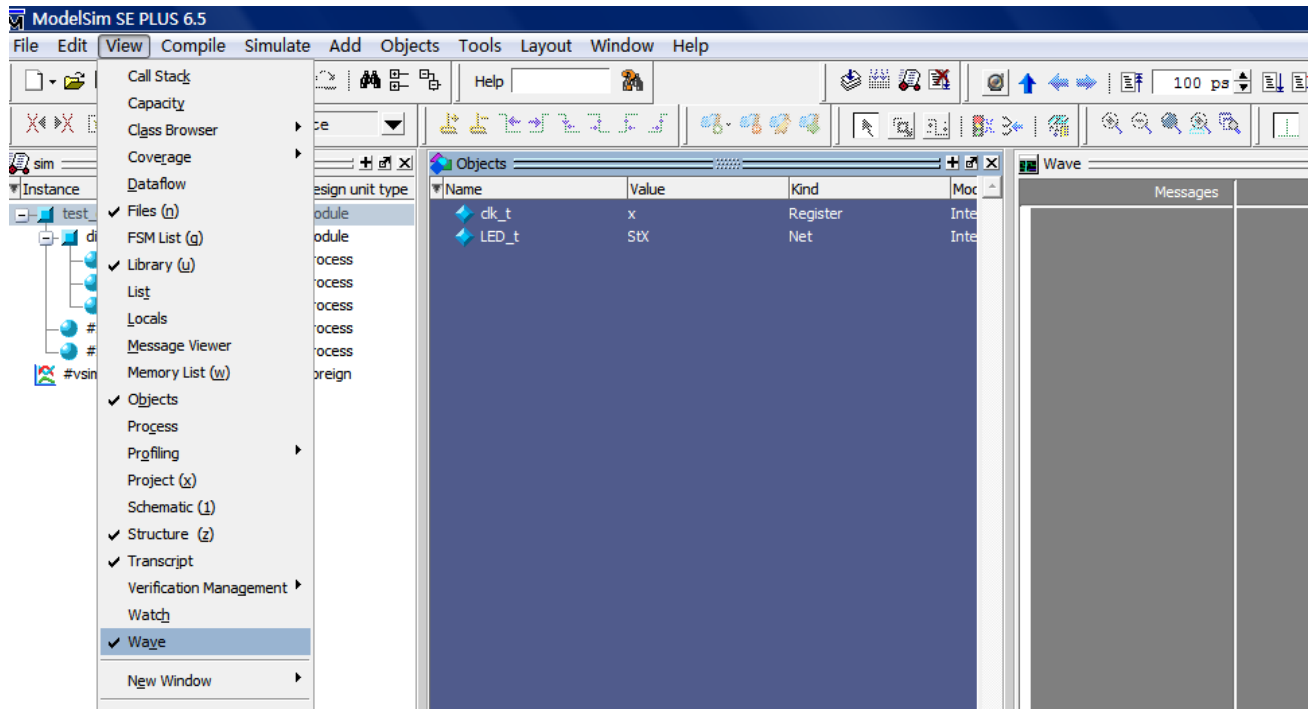 ModelSim SE PLUS 6.5
File Edit View Compile Simulate Add Objects Tools Layout Window Help
Help 100 ps
sim
Instance esign unit type
test_ odule
di odule
rocess
rocess
rocess
# rocess
# rocess
#vsim oreign
Call Stack
Capacity
Class Browser
Coverage
Dataflow
Files (n)
FSM List (g)
Library (u)
List
Locals
Message Viewer
Memory List (w)
Objects
Process
Profiling
Project (x)
Schematic (1)
Structure (z)
Transcript
Verification Management
Watch
Wave
New Window
Objects
Name Value Kind Moc
clk_t x Register Inte
LED_t StX Net Inte
Wave
Messages